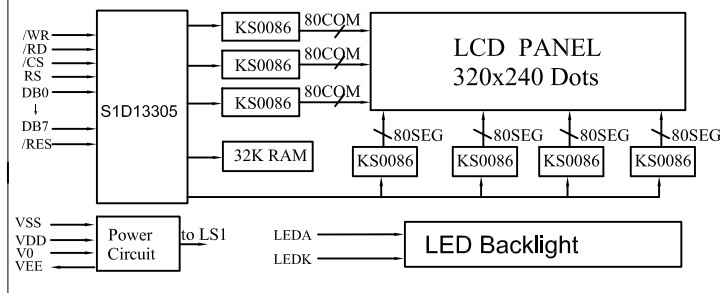 /WR
/RD
/CS
RS
DB0
↓
DB7
/RES
S1D13305
KS0086
80COM
KS0086
80COM
KS0086
80COM
32K RAM
LCD PANEL
320x240 Dots
80SEG
80SEG
80SEG
80SEG
KS0086
KS0086
KS0086
KS0086
VSS
VDD
V0
VEE
Power
Circuit
to LS1
LEDA
LEDK
LED Backlight